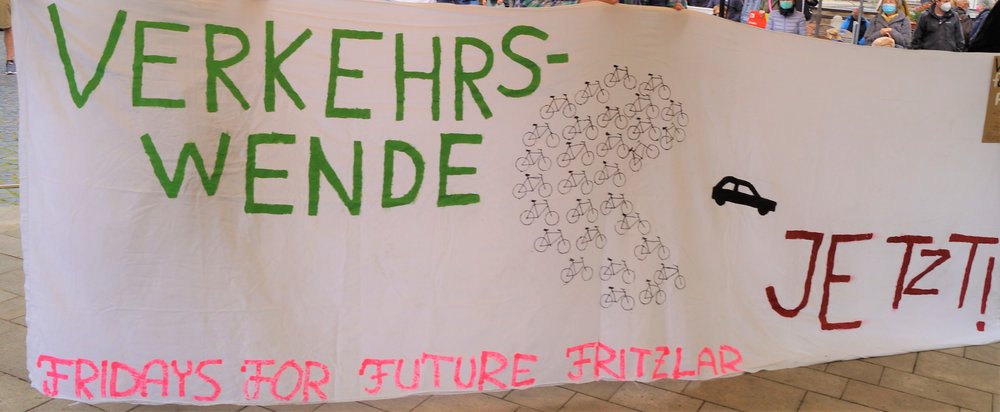 VERKEHRS-
WENDE
JETZT!
FRIDAYS FOR FUTURE FRITZLAR